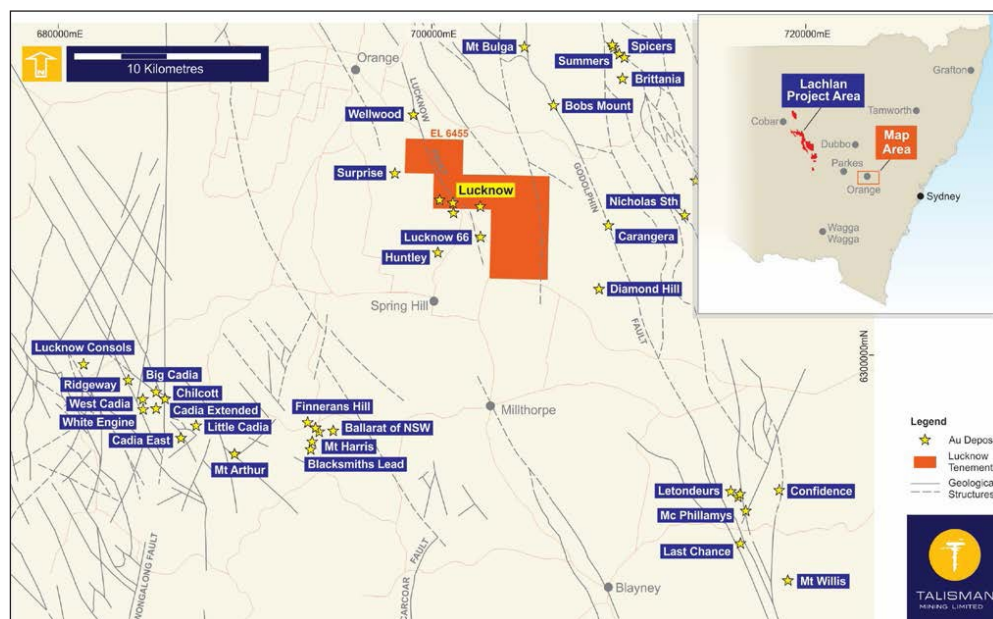 680000mE
700000mE
720000mE
10 Kilometres
Orange
Mt Bulga
Spicers
Summers
Brittania
Bobs Mount
Wellwood
LUCKNOW
EL 6455
Surprise
Lucknow
GODOLPHIN
Nicholas Sth
Carangera
Lucknow 66
Huntley
Diamond Hill
Spring Hill
FAULT
6300000mN
Lachlan
Project Area
Grafton
Cobar
Tamworth
Dubbo
Map
Area
Parkes
Orange
Sydney
Wagga
Wagga
Lucknow Consols
Ridgeway
Big Cadia
Chilcott
West Cadia
Cadia Extended
White Engine
Little Cadia
Cadia East
Mt Arthur
Finnerans Hill
Ballarat of NSW
Mt Harris
Blacksmiths Lead
Millthorpe
Letondeurs
Confidence
Mc Phillamys
Last Chance
Mt Willis
Blayney
NONGALONG FAULT
CARCOAR
FAULT
Legend
Au Depos
Lucknow
Tenement
Geological
Structures
TALISMAN
MINING LIMITED